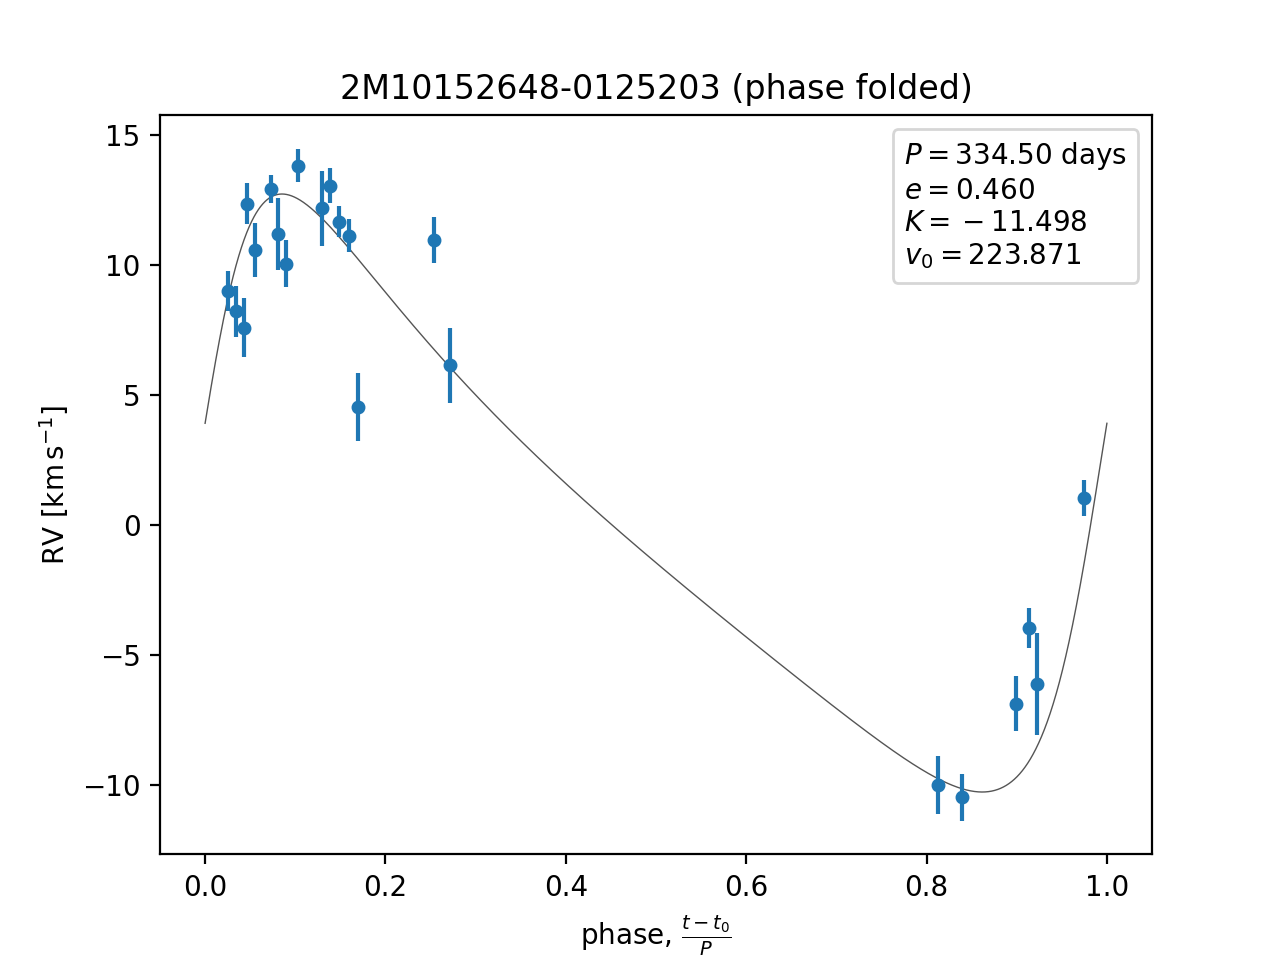 2M10152648-0125203 (phase folded)
P = 334.50 days
e = 0.460
K = −11.498
v₀ = 223.871
15
10
5
0
−5
−10
RV [km s⁻¹]
0.0 0.2 0.4 0.6 0.8 1.0
phase, (t − t₀)/P